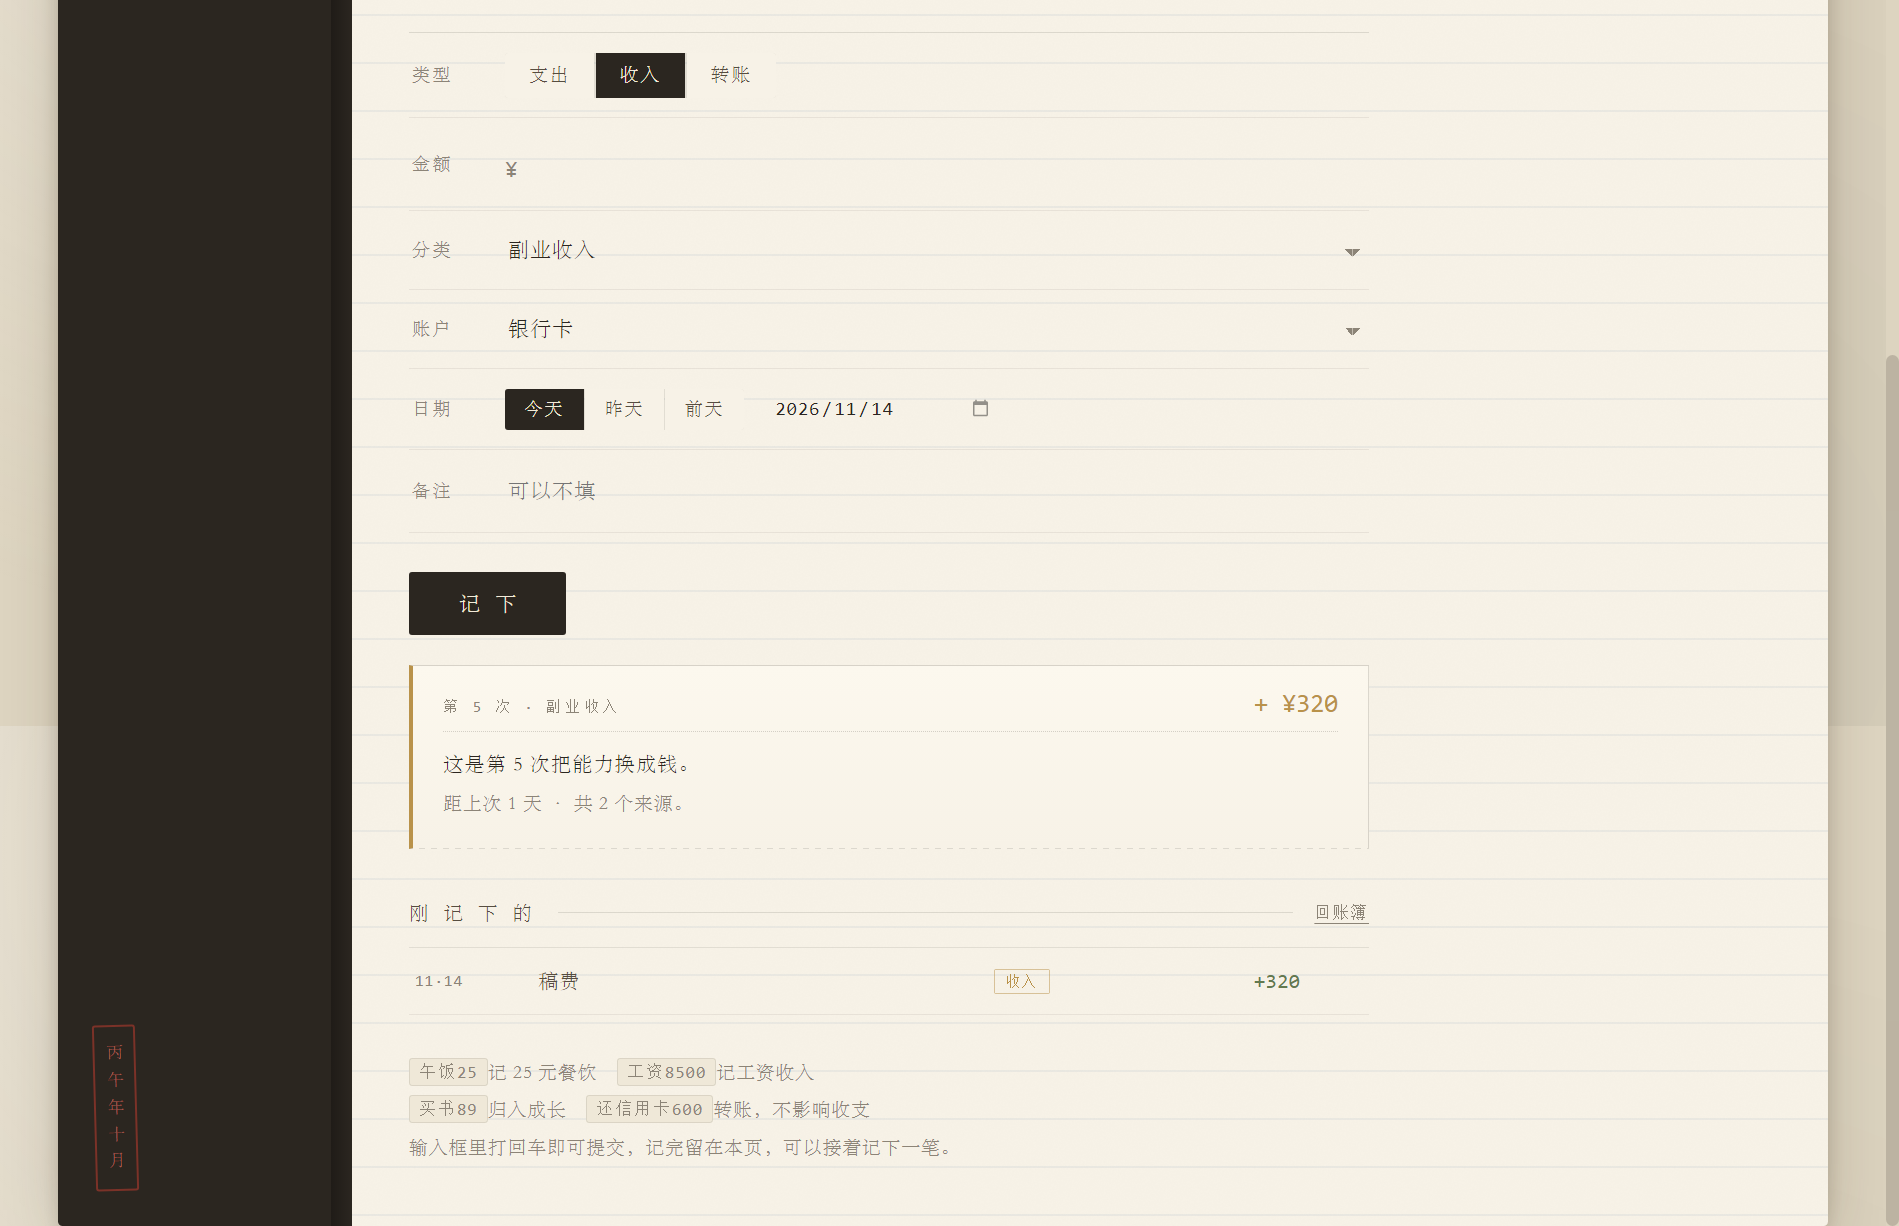 类型 支出 收入 转账
金额 ¥
分类 副业收入
账户 银行卡
日期 今天 昨天 前天 2026/11/14
备注 可以不填
记 下
第 5 次 · 副业收入 + ¥320
这是第 5 次把能力换成钱。
距上次 1 天 · 共 2 个来源。
刚 记 下 的 回账簿
11·14 稿费 收入 +320
午饭25 记 25 元餐饮 工资8500 记工资收入
买书89 归入成长 还信用卡600 转账，不影响收支
输入框里打回车即可提交，记完留在本页，可以接着记下一笔。
丙午年十月